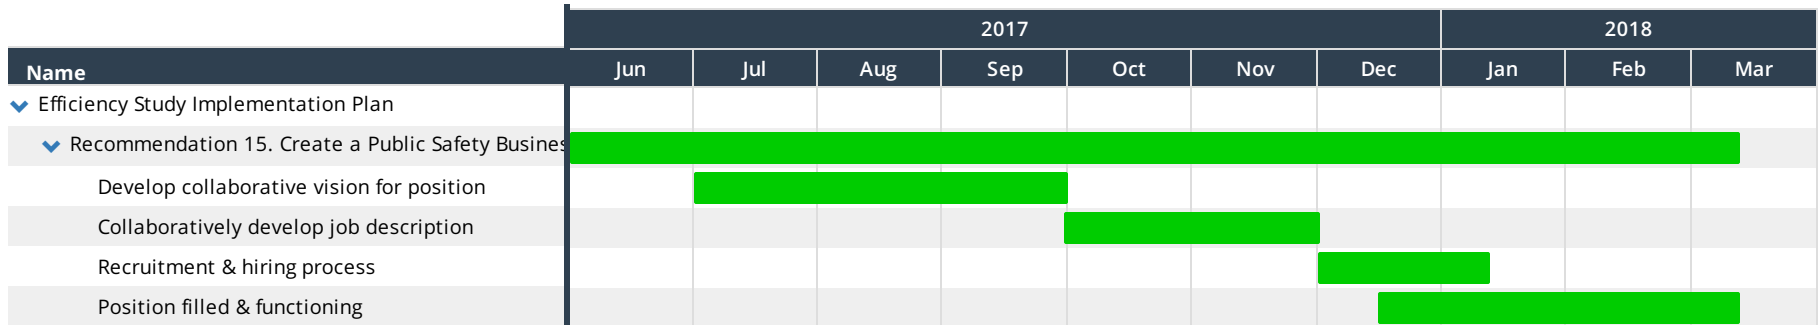 2017 2018
Name Jun Jul Aug Sep Oct Nov Dec Jan Feb Mar
Efficiency Study Implementation Plan
Recommendation 15. Create a Public Safety Busines
Develop collaborative vision for position
Collaboratively develop job description
Recruitment & hiring process
Position filled & functioning